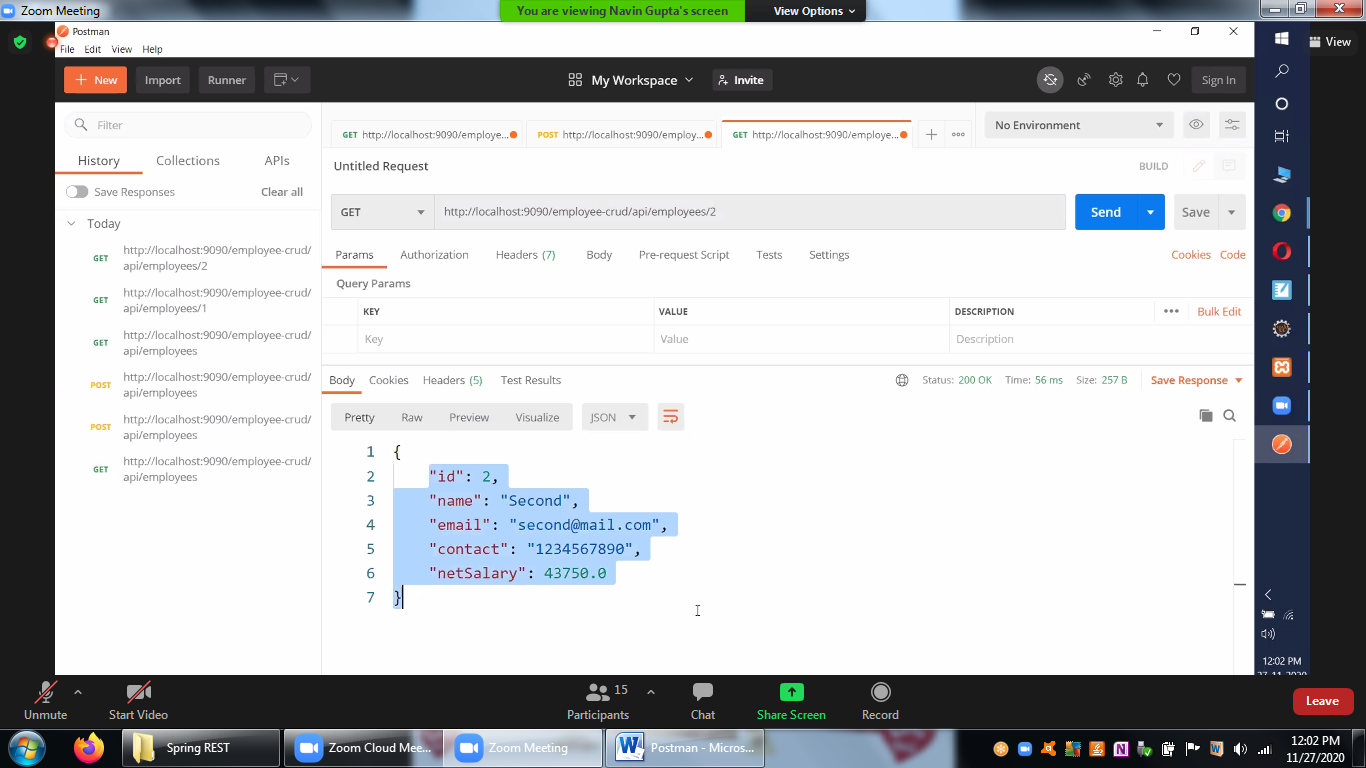 Zoom Meeting
You are viewing Navin Gupta's screen
View Options
View
Postman
File Edit View Help
New
Import
Runner
My Workspace
Invite
Sign In
Filter
GET http://localhost:9090/employe...
POST http://localhost:9090/employ...
GET http://localhost:9090/employe...
No Environment
History
Collections
APIs
Untitled Request
BUILD
Save Responses
Clear all
GET
http://localhost:9090/employee-crud/api/employees/2
Send
Save
Today
GET http://localhost:9090/employee-crud/
api/employees/2
GET http://localhost:9090/employee-crud/
api/employees/1
GET http://localhost:9090/employee-crud/
api/employees
POST http://localhost:9090/employee-crud/
api/employees
POST http://localhost:9090/employee-crud/
api/employees
GET http://localhost:9090/employee-crud/
api/employees
Params Authorization Headers (7) Body Pre-request Script Tests Settings Cookies Code
Query Params
KEY VALUE DESCRIPTION Bulk Edit
Key Value Description
Body Cookies Headers (5) Test Results Status: 200 OK Time: 56 ms Size: 257 B Save Response
Pretty Raw Preview Visualize JSON
1 {
2 "id": 2,
3 "name": "Second",
4 "email": "second@mail.com",
5 "contact": "1234567890",
6 "netSalary": 43750.0
7 }
12:02 PM
Unmute
Start Video
15
Participants
Chat
Share Screen
Record
Leave
Spring REST
Zoom Cloud Mee...
Zoom Meeting
Postman - Micros...
12:02 PM
11/27/2020